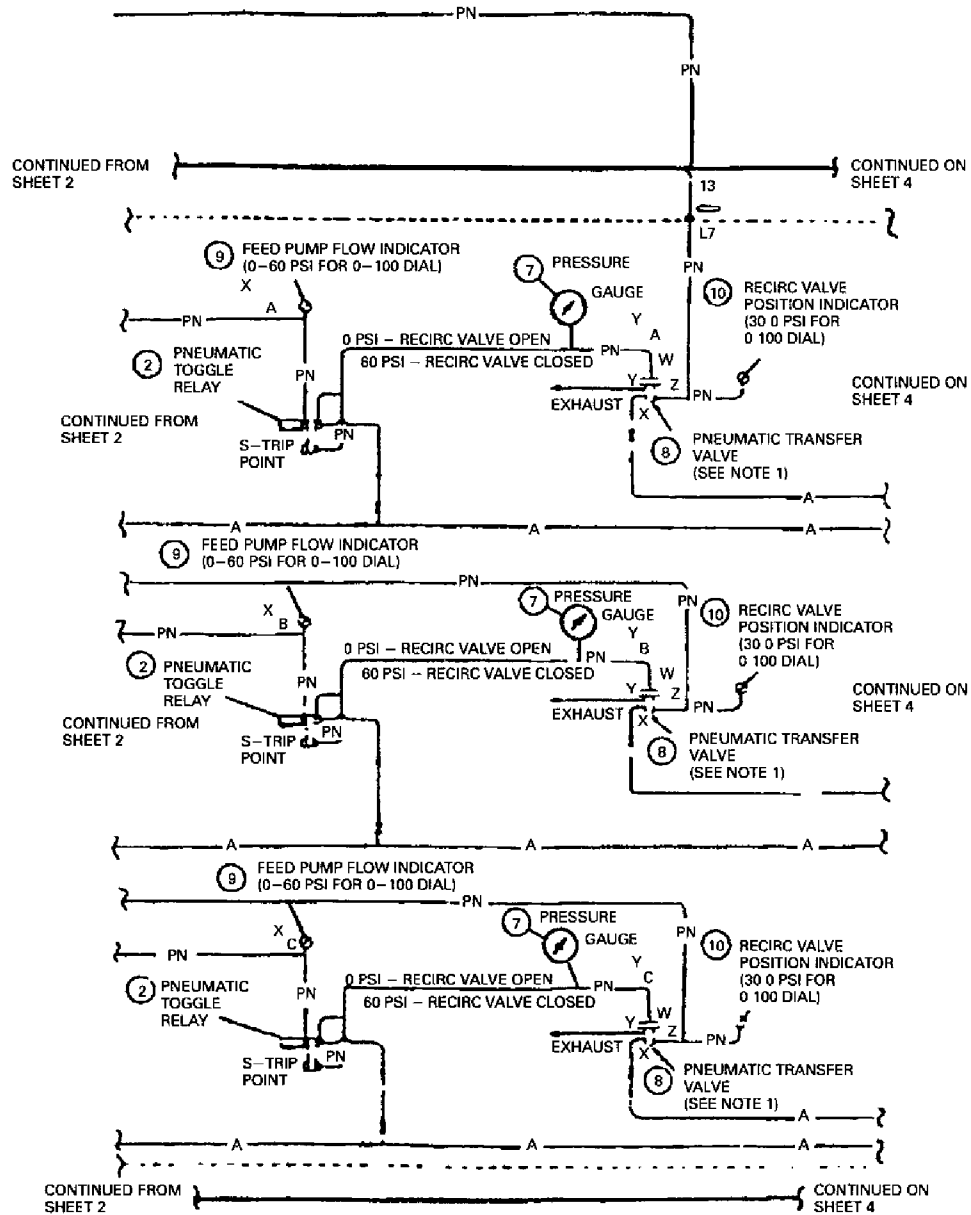 PN
PN
CONTINUED FROM
SHEET 2
CONTINUED ON
SHEET 4
13
L7
9 FEED PUMP FLOW INDICATOR
(0-60 PSI FOR 0-100 DIAL)
X
A
PN
PN
7 PRESSURE
GAUGE
PN
10 RECIRC VALVE
POSITION INDICATOR
(30 0 PSI FOR
0 100 DIAL)
2 PNEUMATIC
TOGGLE
RELAY
0 PSI – RECIRC VALVE OPEN
60 PSI – RECIRC VALVE CLOSED
PN
Y
A
W
Y
Z
X
PN
EXHAUST
CONTINUED ON
SHEET 4
CONTINUED FROM
SHEET 2
S-TRIP
POINT
PN
8 PNEUMATIC TRANSFER
VALVE
(SEE NOTE 1)
A
A A A
9 FEED PUMP FLOW INDICATOR
(0-60 PSI FOR 0-100 DIAL)
PN
X
B
PN
PN
7 PRESSURE
GAUGE
PN
10 RECIRC VALVE
POSITION INDICATOR
(30 0 PSI FOR
0 100 DIAL)
2 PNEUMATIC
TOGGLE
RELAY
0 PSI – RECIRC VALVE OPEN
60 PSI – RECIRC VALVE CLOSED
PN
Y
B
W
Y
Z
X
PN
EXHAUST
CONTINUED ON
SHEET 4
CONTINUED FROM
SHEET 2
S-TRIP
POINT
PN
8 PNEUMATIC TRANSFER
VALVE
(SEE NOTE 1)
A A A
9 FEED PUMP FLOW INDICATOR
(0-60 PSI FOR 0-100 DIAL)
PN
X
C
PN
PN
7 PRESSURE
GAUGE
PN
10 RECIRC VALVE
POSITION INDICATOR
(30 0 PSI FOR
0 100 DIAL)
2 PNEUMATIC
TOGGLE
RELAY
0 PSI – RECIRC VALVE OPEN
60 PSI – RECIRC VALVE CLOSED
PN
Y
C
W
Y
Z
X
PN
EXHAUST
S-TRIP
POINT
PN
8 PNEUMATIC TRANSFER
VALVE
(SEE NOTE 1)
A
A A A
CONTINUED FROM
SHEET 2
CONTINUED ON
SHEET 4